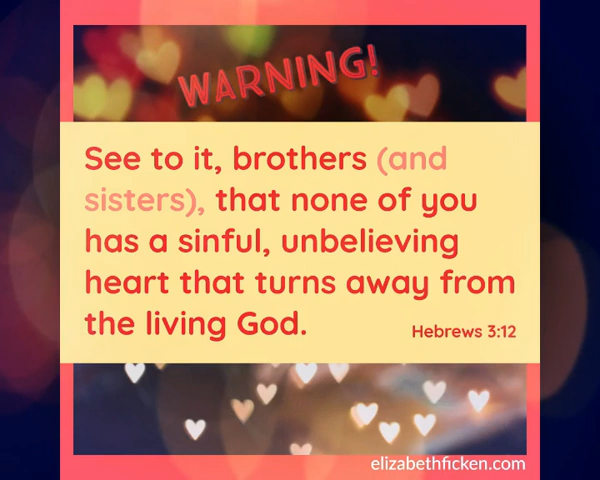 WARNING!
See to it, brothers (and
sisters), that none of you
has a sinful, unbelieving
heart that turns away from
the living God.
Hebrews 3:12
elizabethficken.com